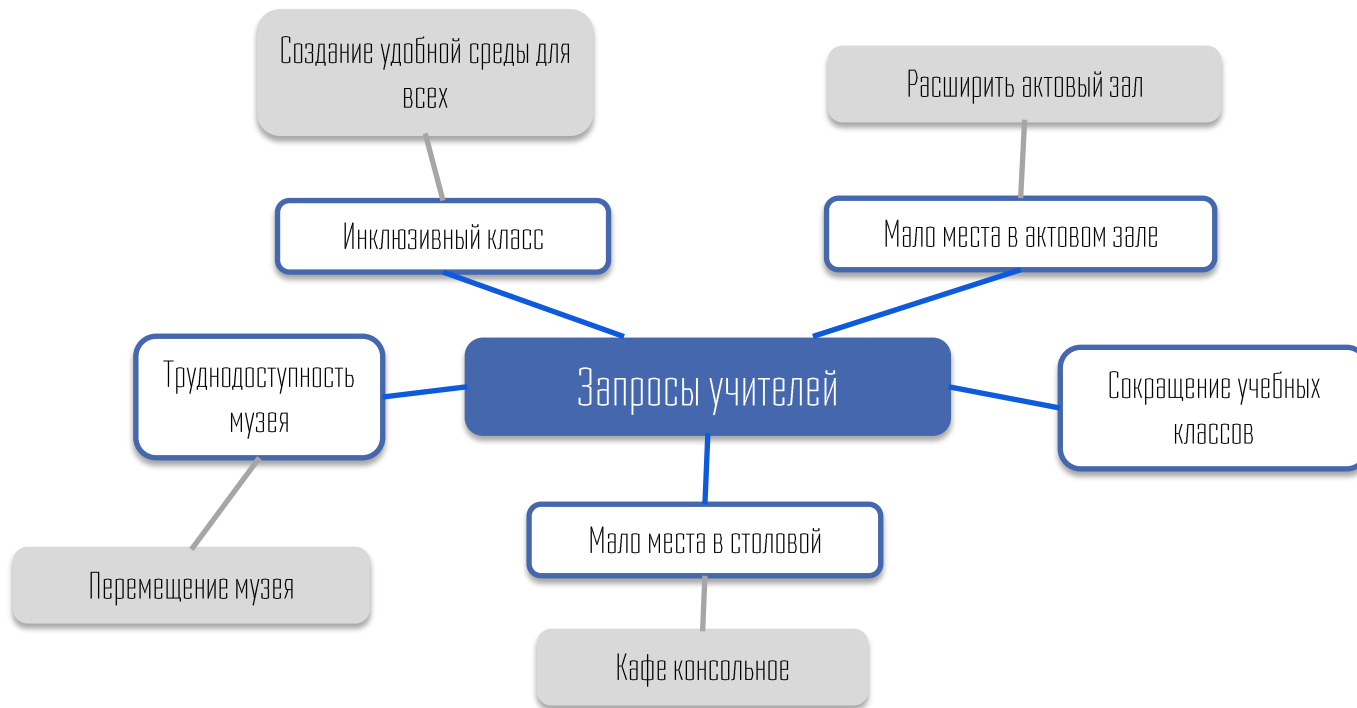 Создание удобной среды для
всех
Расширить актовый зал
Инклюзивный класс
Мало места в актовом зале
Труднодоступность
музея
Запросы учителей
Сокращение учебных
классов
Мало места в столовой
Перемещение музея
Кафе консольное